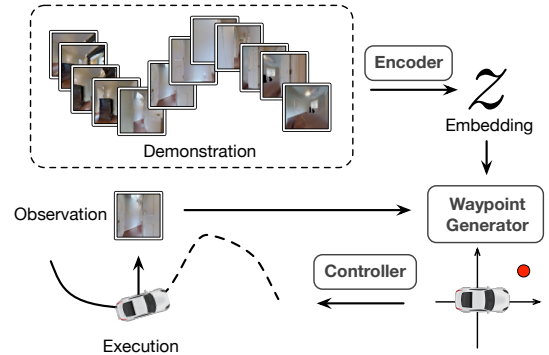 Encoder
z
Embedding
Demonstration
Observation
Waypoint
Generator
Controller
Execution